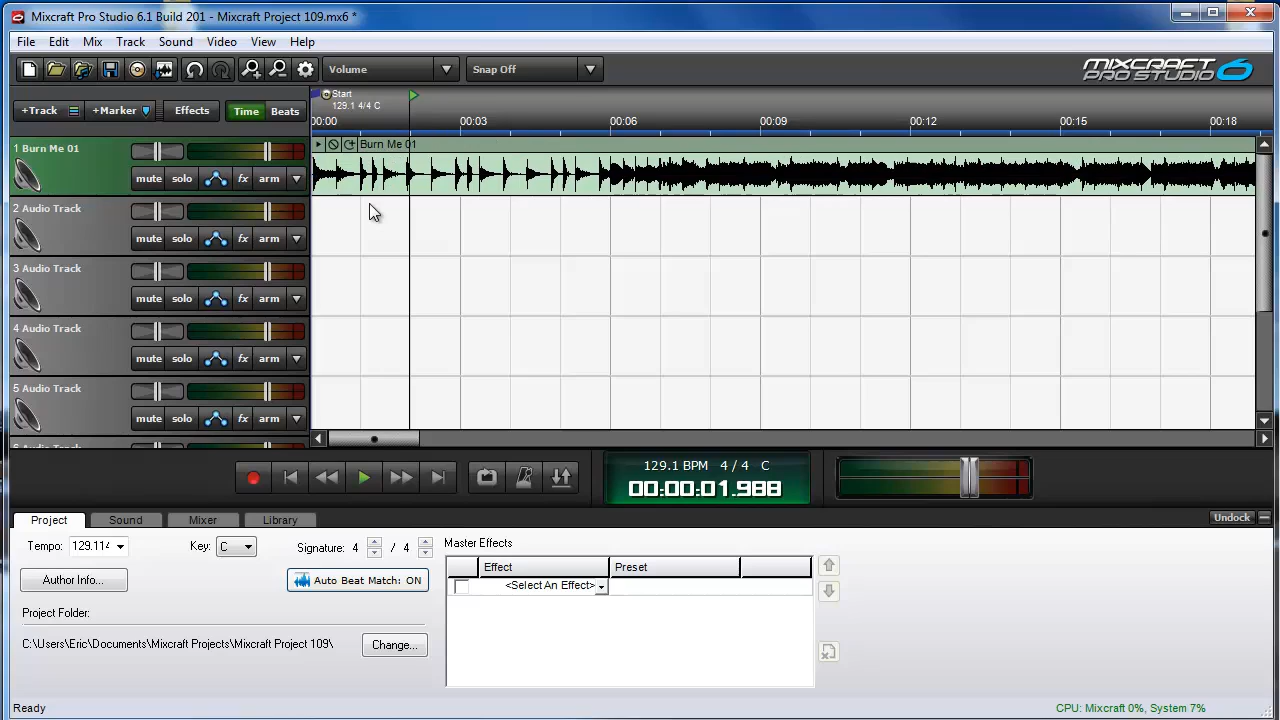 Mixcraft Pro Studio 6.1 Build 201 - Mixcraft Project 109.mx6 *
File Edit Mix Track Sound Video View Help
Volume Snap Off MIXCRAFT PRO STUDIO 6
+Track +Marker Effects Time Beats
Start
129.1 4/4 C
00:00 00:03 00:06 00:09 00:12 00:15 00:18
1 Burn Me 01
Burn Me 01
mute solo fx arm
2 Audio Track
mute solo fx arm
3 Audio Track
mute solo fx arm
4 Audio Track
mute solo fx arm
5 Audio Track
mute solo fx arm
129.1 BPM 4 / 4 C
00:00:01.988
Project Sound Mixer Library Undock
Tempo: 129.114 Key: C Signature: 4 / 4
Master Effects
Effect Preset
<Select An Effect>
Author Info... Auto Beat Match: ON
Project Folder:
C:\Users\Eric\Documents\Mixcraft Projects\Mixcraft Project 109\ Change...
Ready CPU: Mixcraft 0%, System 7%